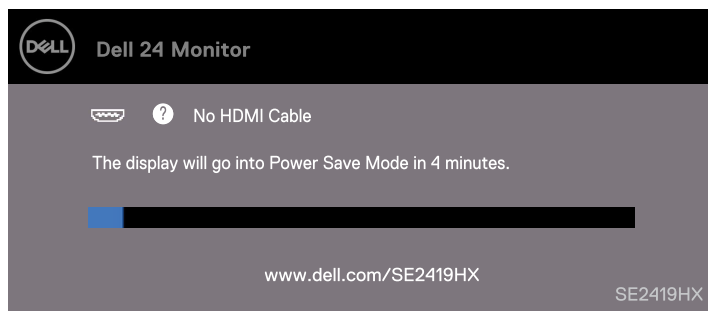 DELL
Dell 24 Monitor
? No HDMI Cable
The display will go into Power Save Mode in 4 minutes.
www.dell.com/SE2419HX
SE2419HX